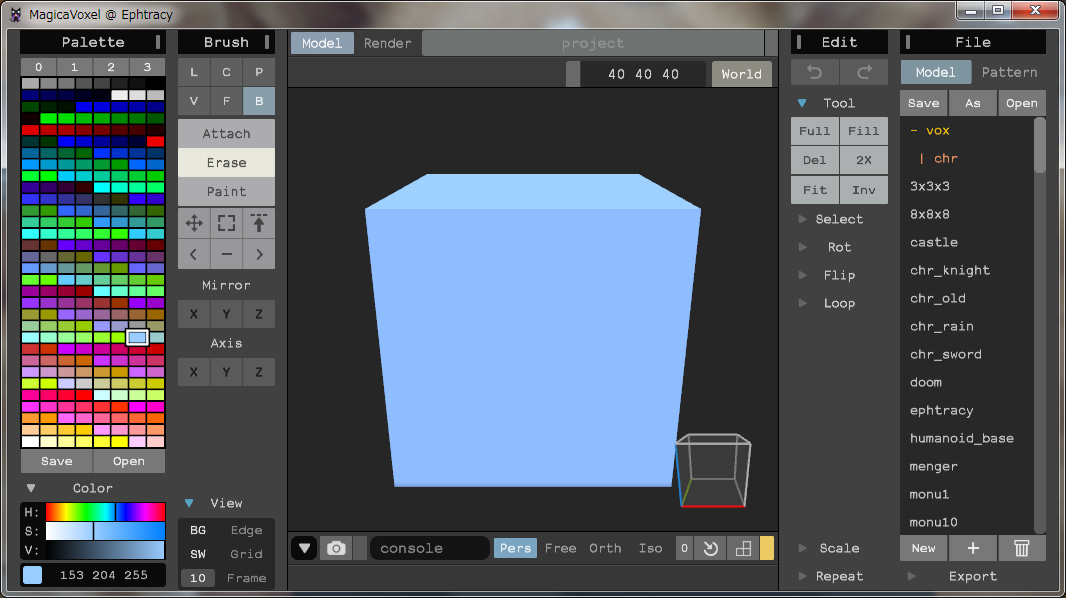 MagicaVoxel @ Ephtracy
Palette
0 1 2 3
Save Open
Color
H:
S:
V:
153 204 255
Brush
L C P
V F B
Attach
Erase
Paint
Mirror
X Y Z
Axis
X Y Z
View
BG Edge
SW Grid
10 Frame
Model Render project
40 40 40 World
console Pers Free Orth Iso 0
Edit
Tool
Full Fill
Del 2X
Fit Inv
Select
Rot
Flip
Loop
Scale
Repeat
File
Model Pattern
Save As Open
- vox
| chr
3x3x3
8x8x8
castle
chr_knight
chr_old
chr_rain
chr_sword
doom
ephtracy
humanoid_base
menger
monu1
monu10
New +
Export